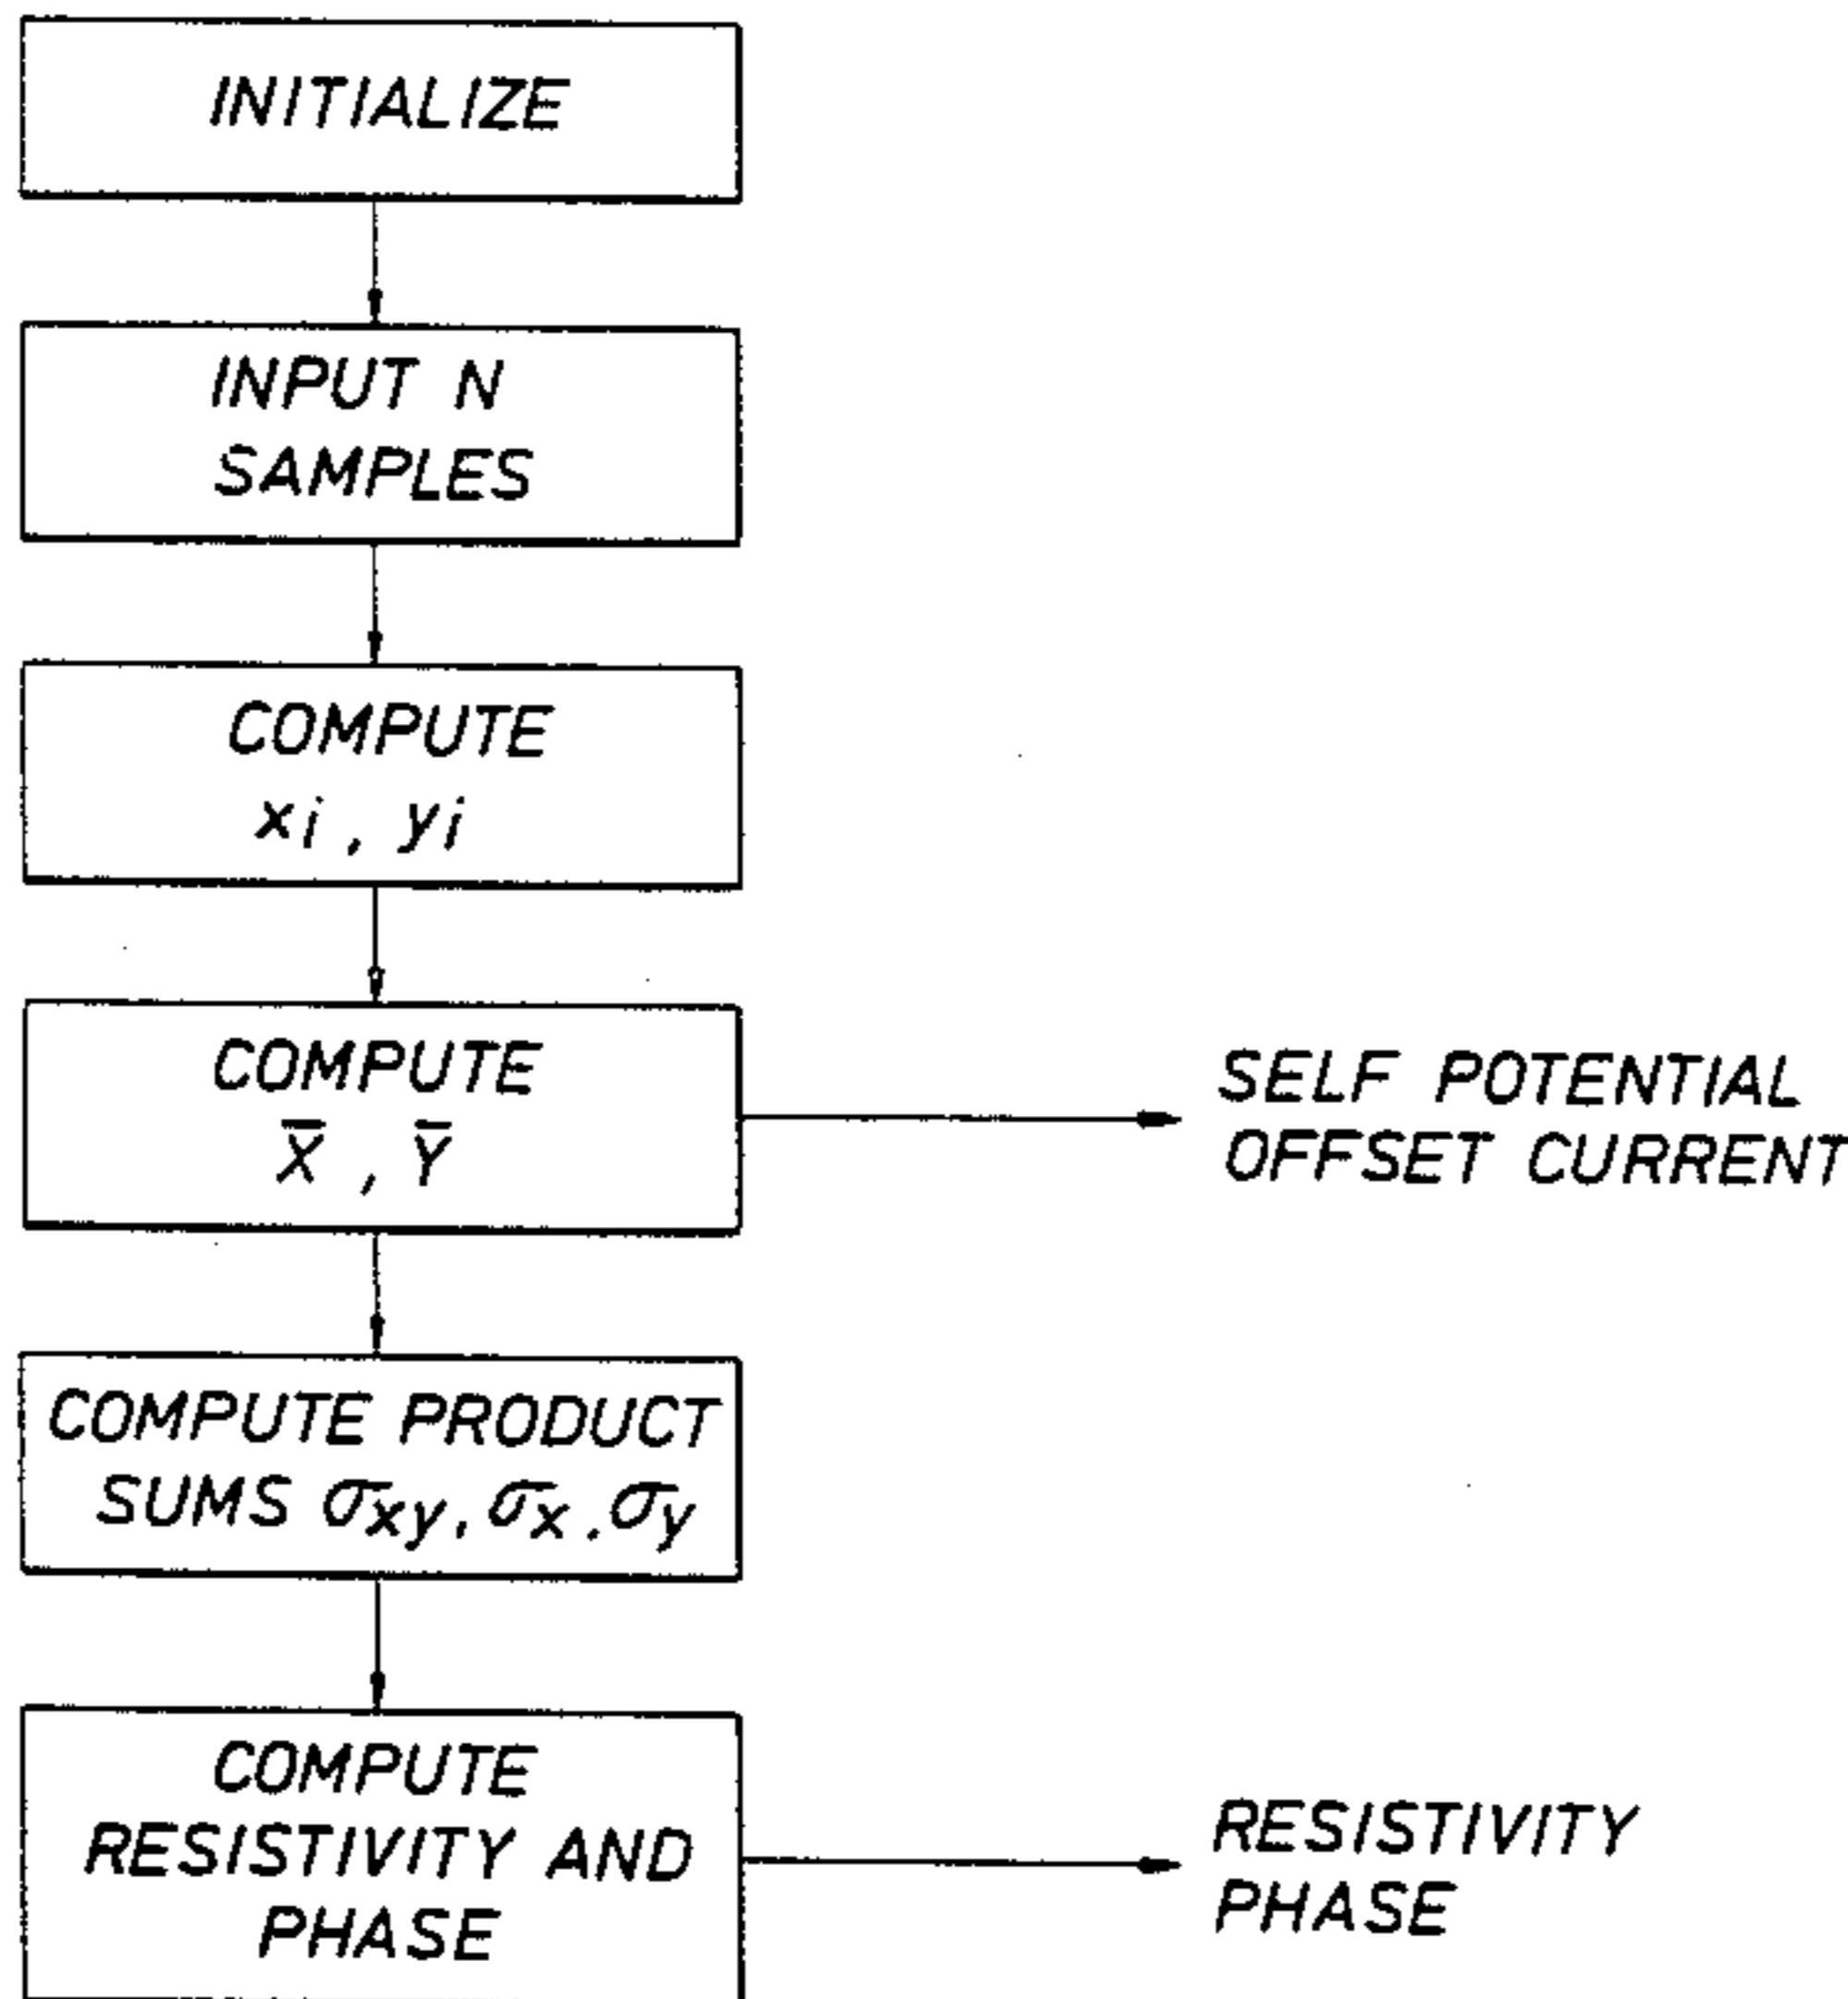 INITIALIZE
INPUT N
SAMPLES
COMPUTE
xi, yi
COMPUTE
X̅, Y̅
SELF POTENTIAL
OFFSET CURRENT
COMPUTE PRODUCT
SUMS σxy, σx, σy
COMPUTE
RESISTIVITY AND
PHASE
RESISTIVITY
PHASE